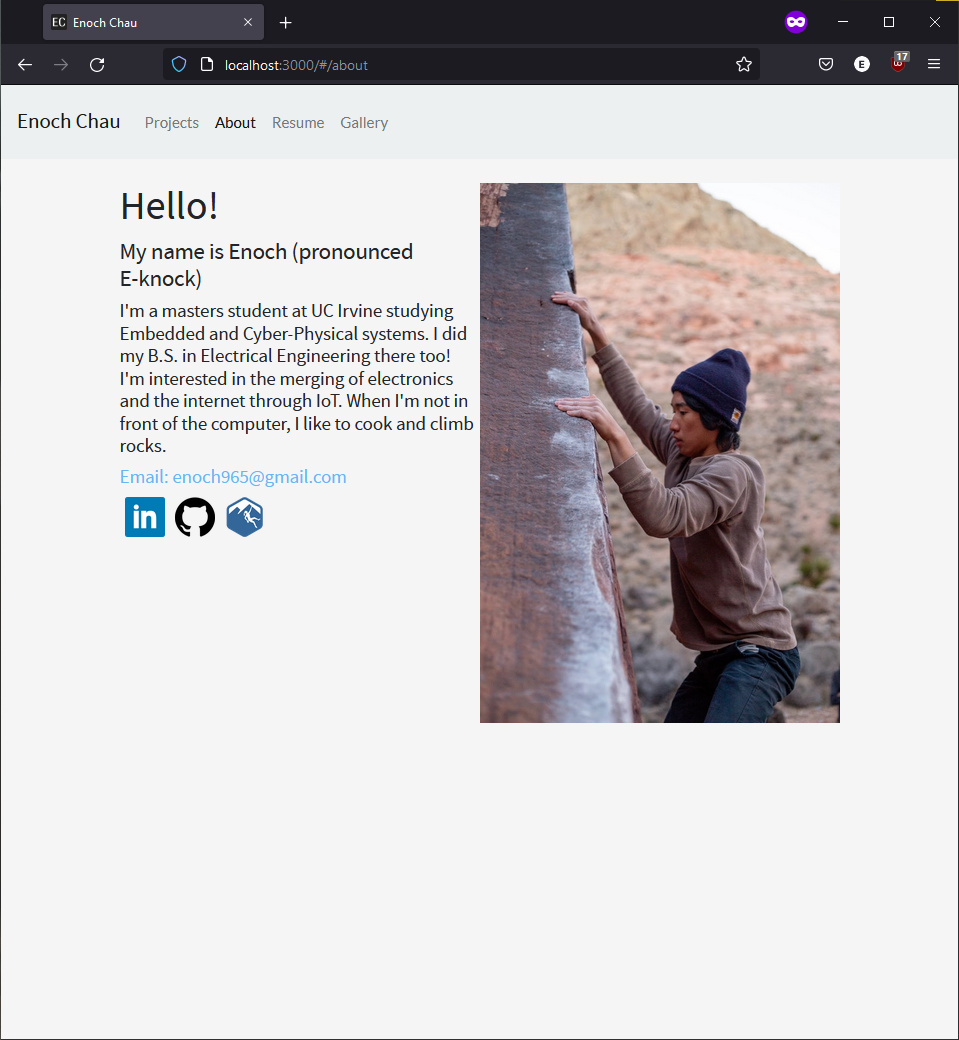 EC Enoch Chau
localhost:3000/#/about
E
17
Enoch Chau Projects About Resume Gallery
Hello!
My name is Enoch (pronounced
E-knock)
I'm a masters student at UC Irvine studying
Embedded and Cyber-Physical systems. I did
my B.S. in Electrical Engineering there too!
I'm interested in the merging of electronics
and the internet through IoT. When I'm not in
front of the computer, I like to cook and climb
rocks.
Email: enoch965@gmail.com
in